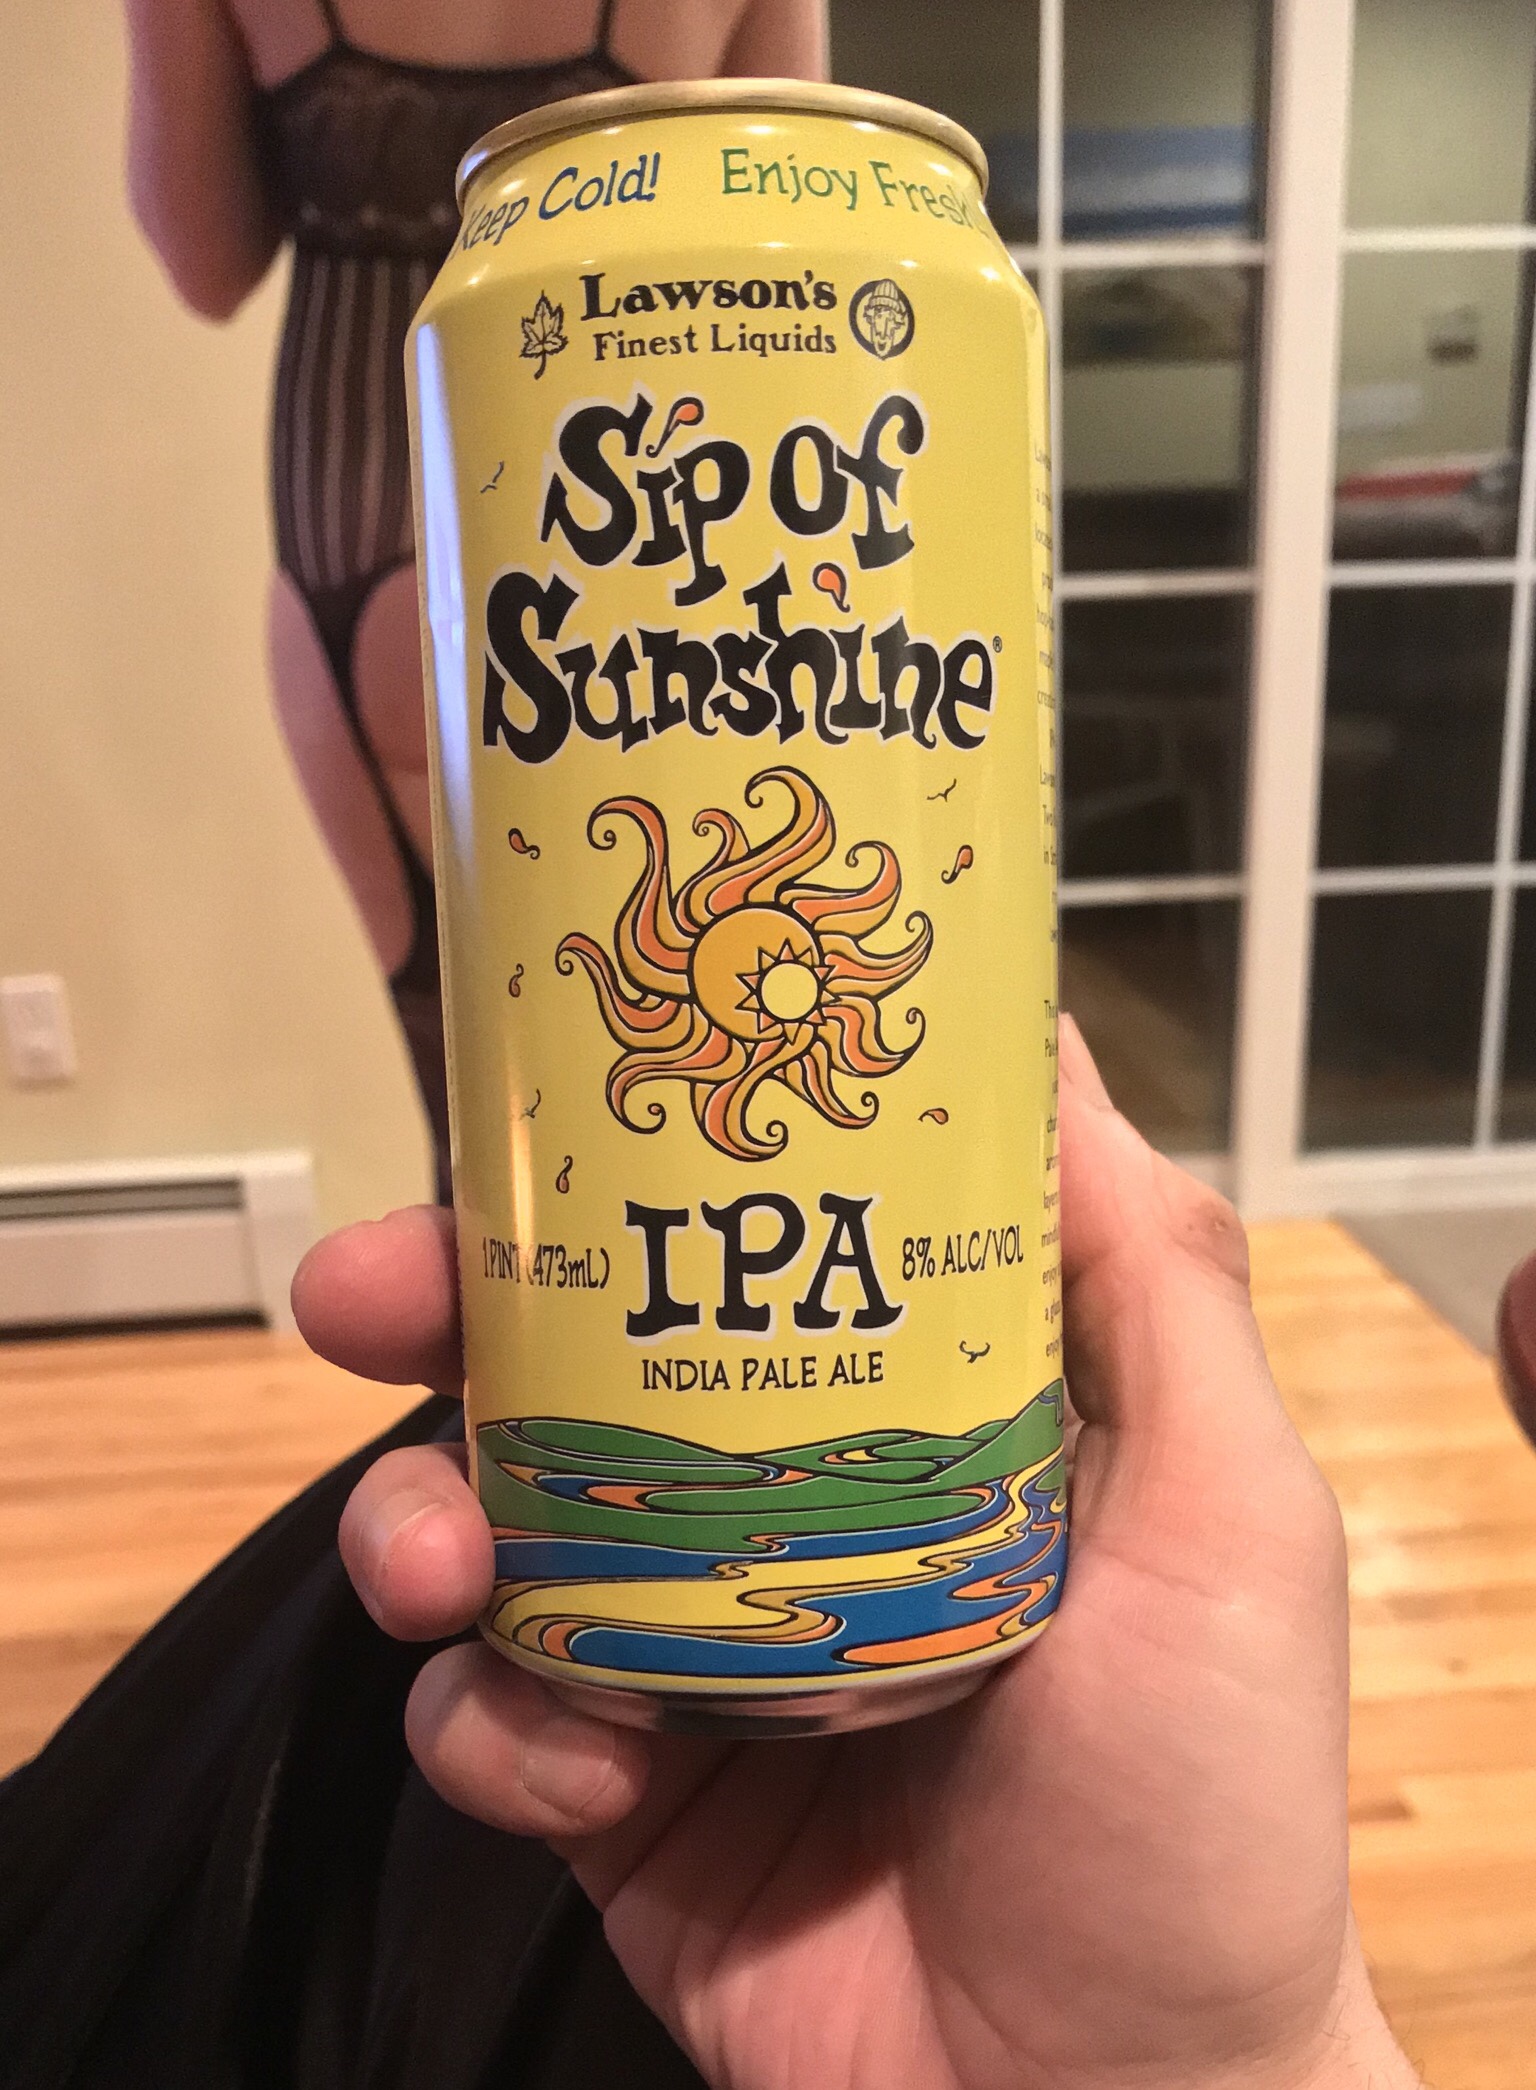 Keep Cold! Enjoy Fresh
Lawson's
Finest Liquids
Sip of
Sunshine®
1 PINT (473mL)
IPA
8% ALC/VOL
INDIA PALE ALE